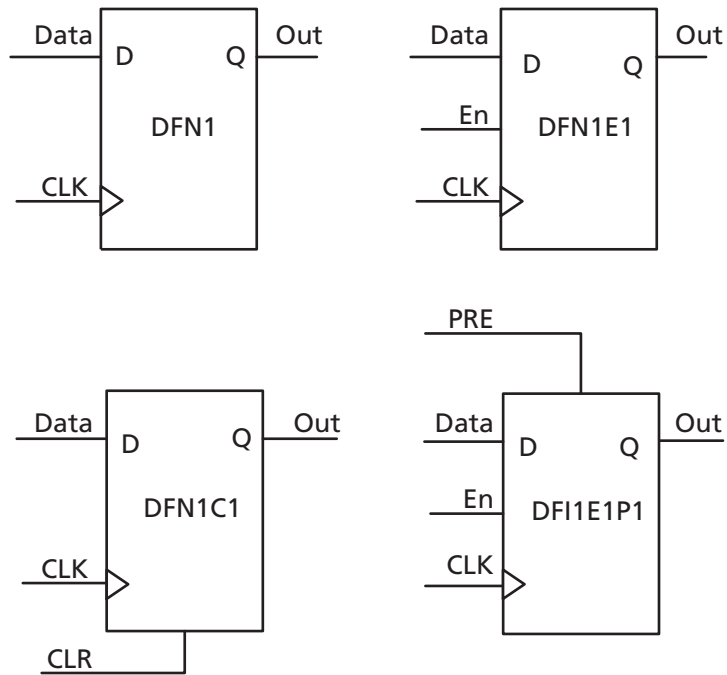 Data
Out
D
Q
DFN1
CLK
Data
Out
D
Q
En
DFN1E1
CLK
Data
Out
D
Q
DFN1C1
CLK
CLR
PRE
Data
Out
D
Q
En
DFI1E1P1
CLK